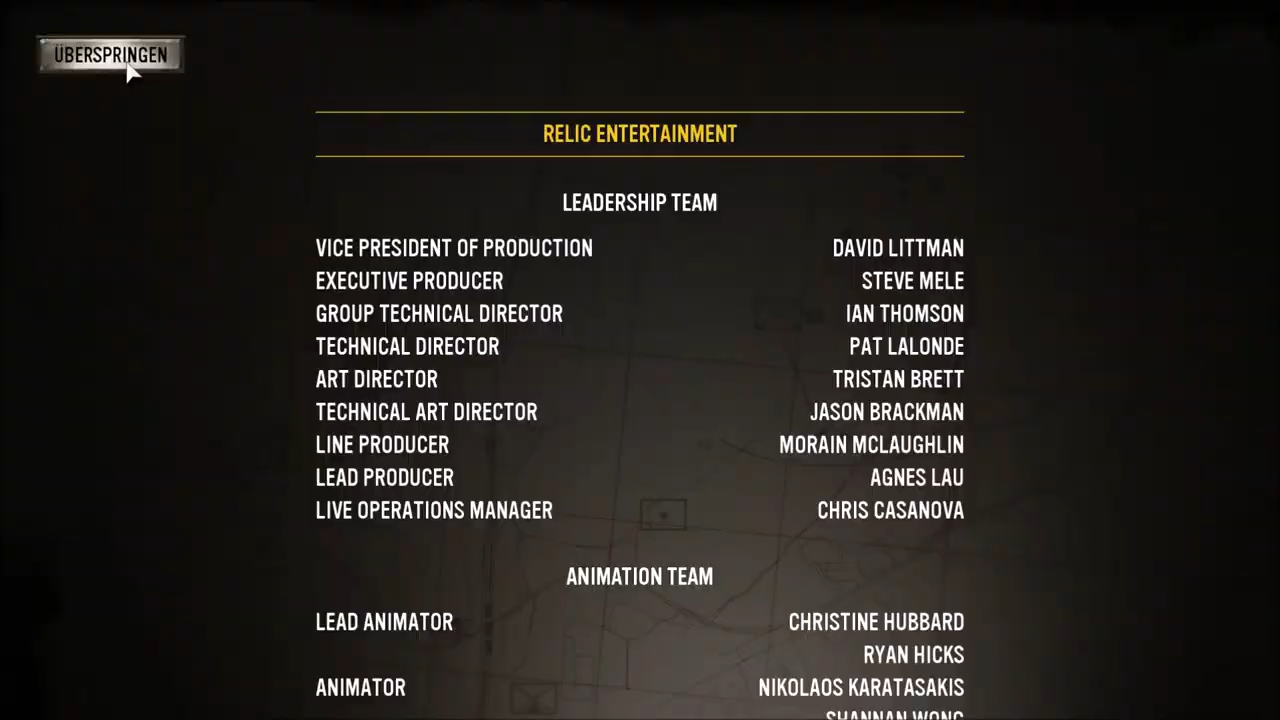 ÜBERSPRINGEN
RELIC ENTERTAINMENT
LEADERSHIP TEAM
VICE PRESIDENT OF PRODUCTION DAVID LITTMAN
EXECUTIVE PRODUCER STEVE MELE
GROUP TECHNICAL DIRECTOR IAN THOMSON
TECHNICAL DIRECTOR PAT LALONDE
ART DIRECTOR TRISTAN BRETT
TECHNICAL ART DIRECTOR JASON BRACKMAN
LINE PRODUCER MORAIN MCLAUGHLIN
LEAD PRODUCER AGNES LAU
LIVE OPERATIONS MANAGER CHRIS CASANOVA
ANIMATION TEAM
LEAD ANIMATOR CHRISTINE HUBBARD
RYAN HICKS
ANIMATOR NIKOLAOS KARATASAKIS
SHANNAN WONG